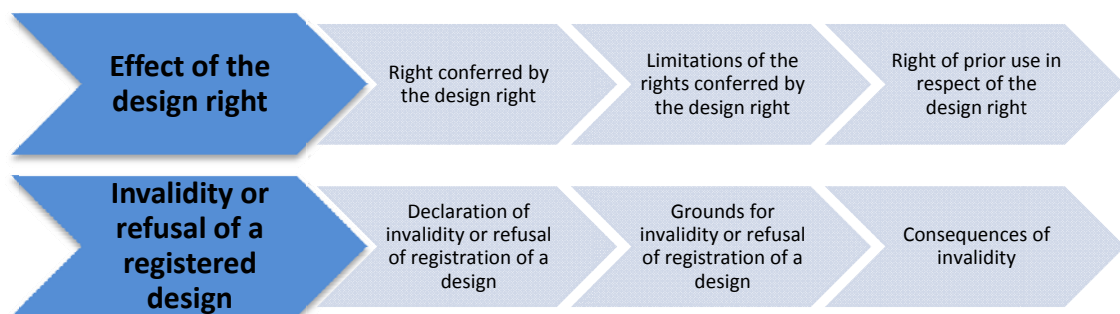 Effect of the
design right
Right conferred by
the design right
Limitations of the
rights conferred by
the design right
Right of prior use in
respect of the
design right
Invalidity or
refusal of a
registered
design
Declaration of
invalidity or refusal
of registration of a
design
Grounds for
invalidity or refusal
of registration of a
design
Consequences of
invalidity